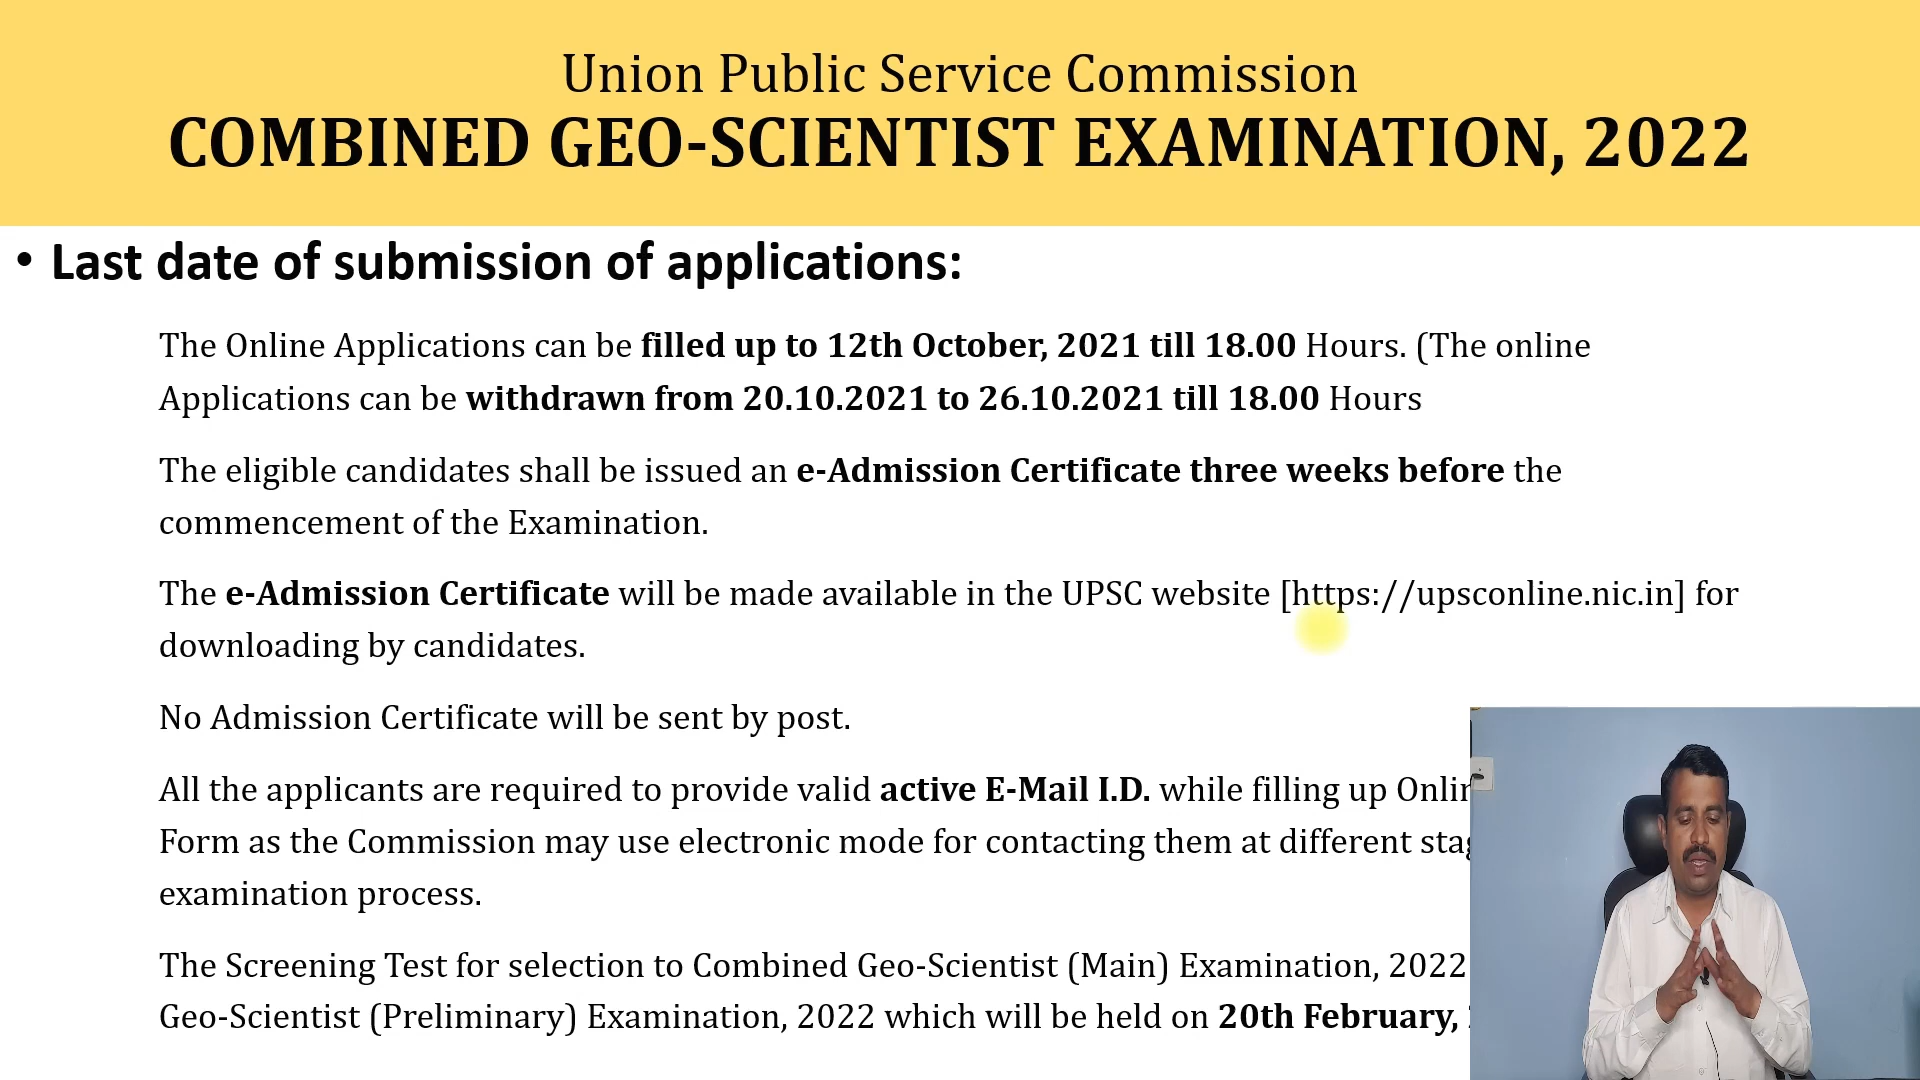 Union Public Service Commission
COMBINED GEO-SCIENTIST EXAMINATION, 2022
• Last date of submission of applications:
The Online Applications can be filled up to 12th October, 2021 till 18.00 Hours. (The online
Applications can be withdrawn from 20.10.2021 to 26.10.2021 till 18.00 Hours
The eligible candidates shall be issued an e-Admission Certificate three weeks before the
commencement of the Examination.
The e-Admission Certificate will be made available in the UPSC website [https://upsconline.nic.in] for
downloading by candidates.
No Admission Certificate will be sent by post.
All the applicants are required to provide valid active E-Mail I.D. while filling up
Form as the Commission may use electronic mode for contacting them at different
examination process.
The Screening Test for selection to Combined Geo-Scientist (Main) Examination, 2022
Geo-Scientist (Preliminary) Examination, 2022 which will be held on 20th February,